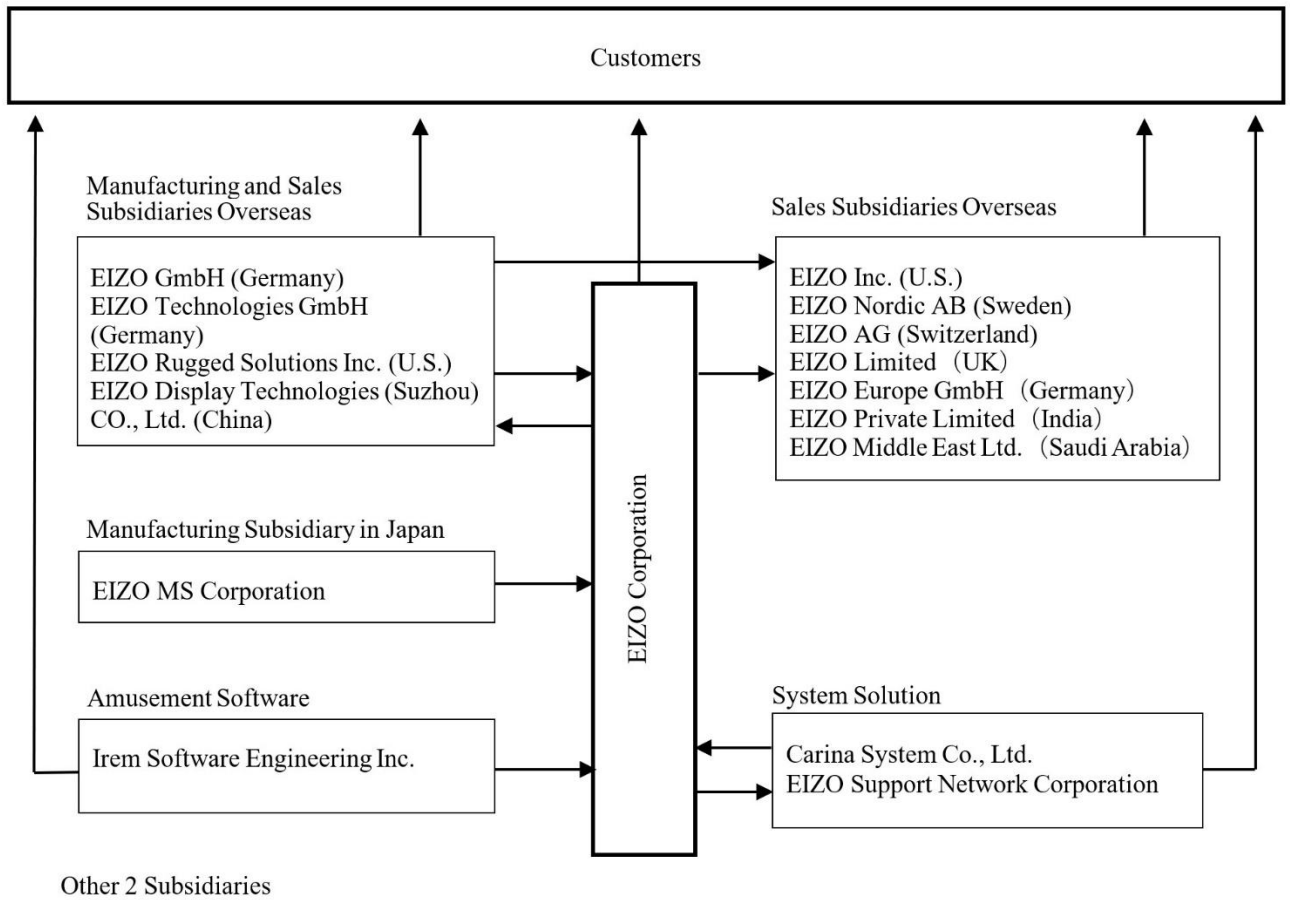 Customers
Manufacturing and Sales
Subsidiaries Overseas
EIZO GmbH (Germany)
EIZO Technologies GmbH
(Germany)
EIZO Rugged Solutions Inc. (U.S.)
EIZO Display Technologies (Suzhou)
CO., Ltd. (China)
Sales Subsidiaries Overseas
EIZO Inc. (U.S.)
EIZO Nordic AB (Sweden)
EIZO AG (Switzerland)
EIZO Limited（UK）
EIZO Europe GmbH（Germany）
EIZO Private Limited（India）
EIZO Middle East Ltd.（Saudi Arabia）
EIZO Corporation
Manufacturing Subsidiary in Japan
EIZO MS Corporation
Amusement Software
Irem Software Engineering Inc.
System Solution
Carina System Co., Ltd.
EIZO Support Network Corporation
Other 2 Subsidiaries